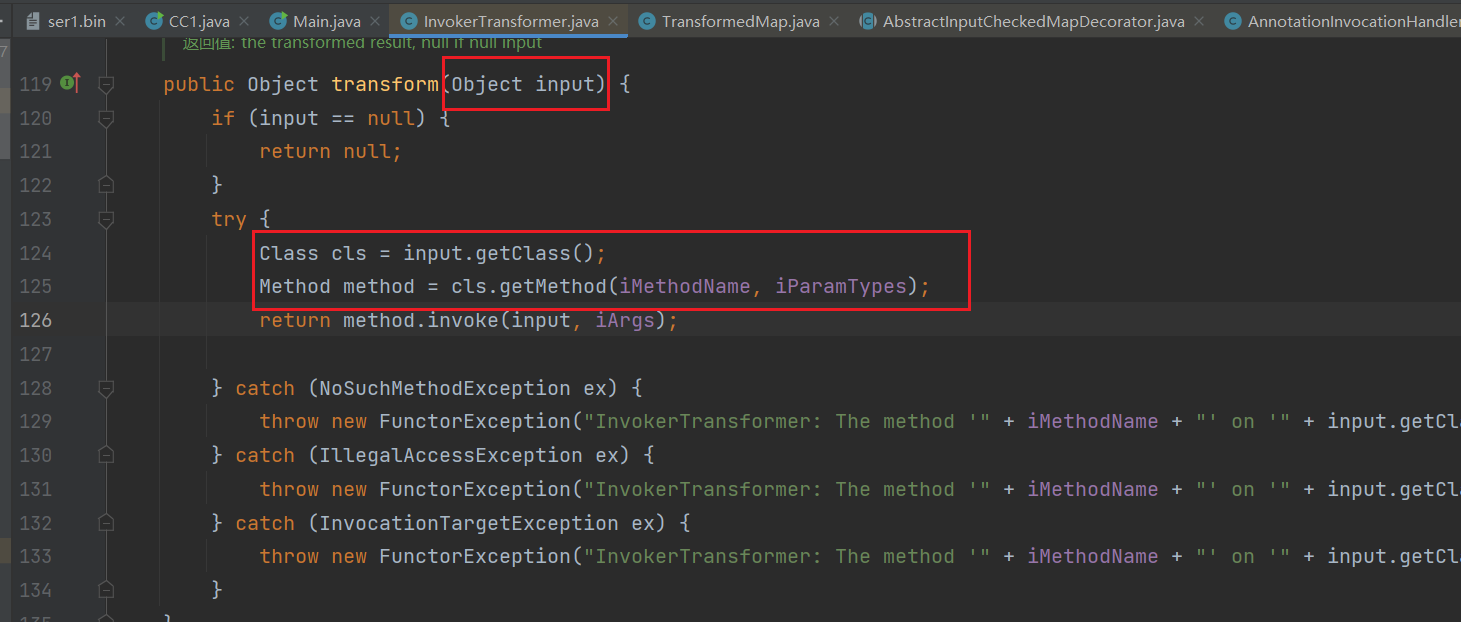 ser1.bin CC1.java Main.java InvokerTransformer.java TransformedMap.java AbstractInputCheckedMapDecorator.java AnnotationInvocationHandler
返回值: the transformed result, null if null input
119 public Object transform(Object input) {
120 if (input == null) {
121 return null;
122 }
123 try {
124 Class cls = input.getClass();
125 Method method = cls.getMethod(iMethodName, iParamTypes);
126 return method.invoke(input, iArgs);
127
128 } catch (NoSuchMethodException ex) {
129 throw new FunctorException("InvokerTransformer: The method '" + iMethodName + "' on '" + input.getCla
130 } catch (IllegalAccessException ex) {
131 throw new FunctorException("InvokerTransformer: The method '" + iMethodName + "' on '" + input.getCla
132 } catch (InvocationTargetException ex) {
133 throw new FunctorException("InvokerTransformer: The method '" + iMethodName + "' on '" + input.getCla
134 }
135 }